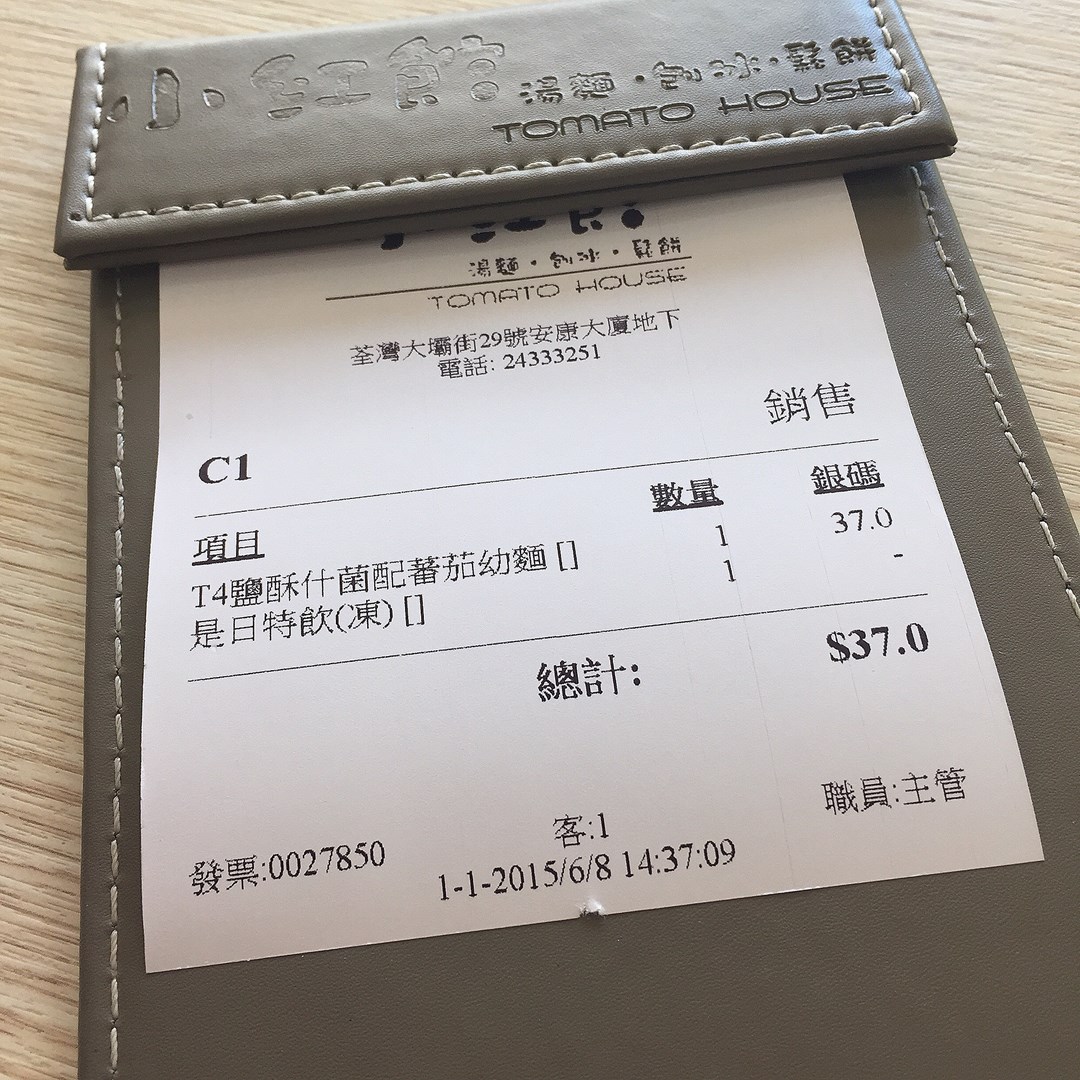 小·紅館
湯麵·刨冰·鬆餅
TOMATO HOUSE
湯麵·刨冰·鬆餅
TOMATO HOUSE
荃灣大壩街29號安康大廈地下
電話: 24333251
銷售
C1
項目 數量 銀碼
T4鹽酥什菌配蕃茄幼麵 [] 1 37.0
是日特飲(凍) [] 1 -
總計: $37.0
職員:主管
客:1
發票:0027850
1-1-2015/6/8 14:37:09